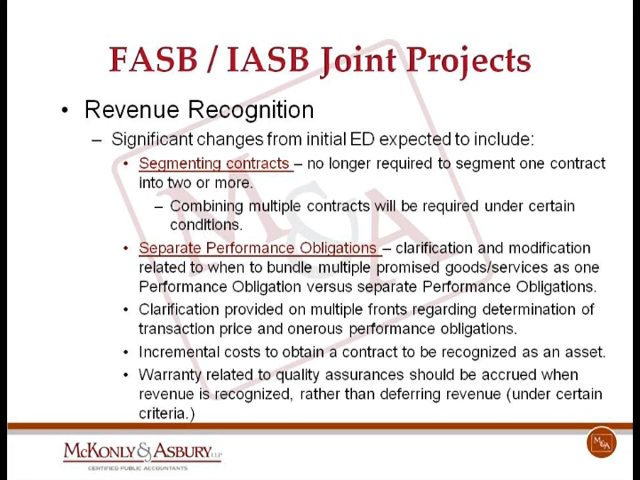 FASB / IASB Joint Projects
• Revenue Recognition
– Significant changes from initial ED expected to include:
• Segmenting contracts – no longer required to segment one contract
into two or more.
– Combining multiple contracts will be required under certain
conditions.
• Separate Performance Obligations – clarification and modification
related to when to bundle multiple promised goods/services as one
Performance Obligation versus separate Performance Obligations.
• Clarification provided on multiple fronts regarding determination of
transaction price and onerous performance obligations.
• Incremental costs to obtain a contract to be recognized as an asset.
• Warranty related to quality assurances should be accrued when
revenue is recognized, rather than deferring revenue (under certain
criteria.)
M&A
McKonly & Asbury LLP
CERTIFIED PUBLIC ACCOUNTANTS
M&A